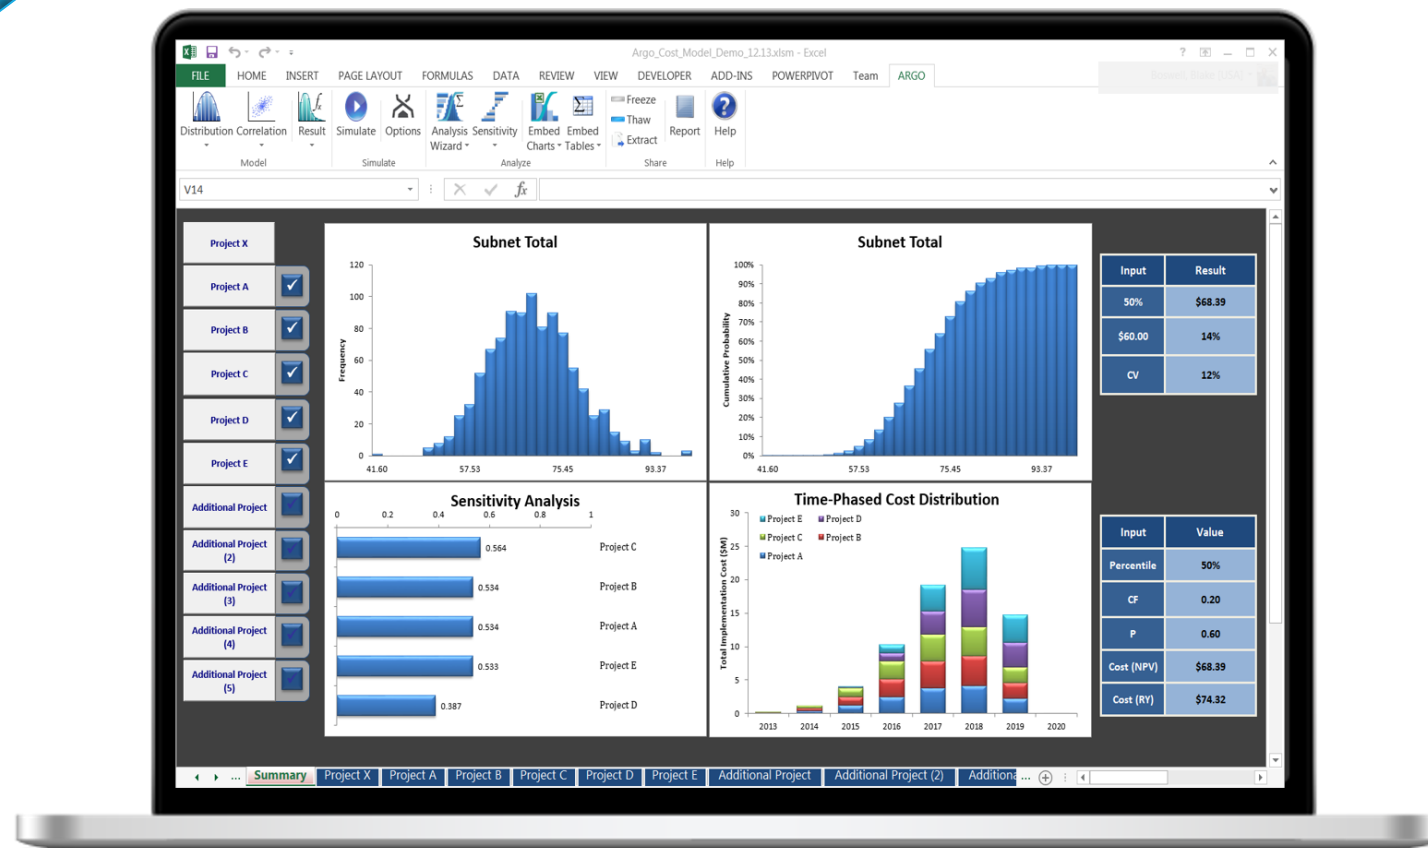 Argo_Cost_Model_Demo_12.13.xlsm - Excel
?
FILE HOME INSERT PAGE LAYOUT FORMULAS DATA REVIEW VIEW DEVELOPER ADD-INS POWERPIVOT Team ARGO
Distribution Correlation Result Simulate Options Analysis Wizard Sensitivity Embed Charts Embed Tables Freeze Thaw Extract Report Help
Model Simulate Analyze Share Help
V14 fx
Project X
Project A
Project B
Project C
Project D
Project E
Additional Project
Additional Project
(2)
Additional Project
(3)
Additional Project
(4)
Additional Project
(5)
Subnet Total
Frequency
120
100
80
60
40
20
0
41.60 57.53 75.45 93.37
Subnet Total
Cumulative Probability
100%
90%
80%
70%
60%
50%
40%
30%
20%
10%
0%
41.60 57.53 75.45 93.37
Input Result
50% $68.39
$60.00 14%
CV 12%
Sensitivity Analysis
0 0.2 0.4 0.6 0.8 1
0.564 Project C
0.534 Project B
0.534 Project A
0.533 Project E
0.387 Project D
Time-Phased Cost Distribution
Total Implementation Cost ($M)
30
25
20
15
10
5
0
Project E Project D
Project C Project B
Project A
2013 2014 2015 2016 2017 2018 2019 2020
Input Value
Percentile 50%
CF 0.20
P 0.60
Cost (NPV) $68.39
Cost (RY) $74.32
... Summary Project X Project A Project B Project C Project D Project E Additional Project Additional Project (2) Additiona ...